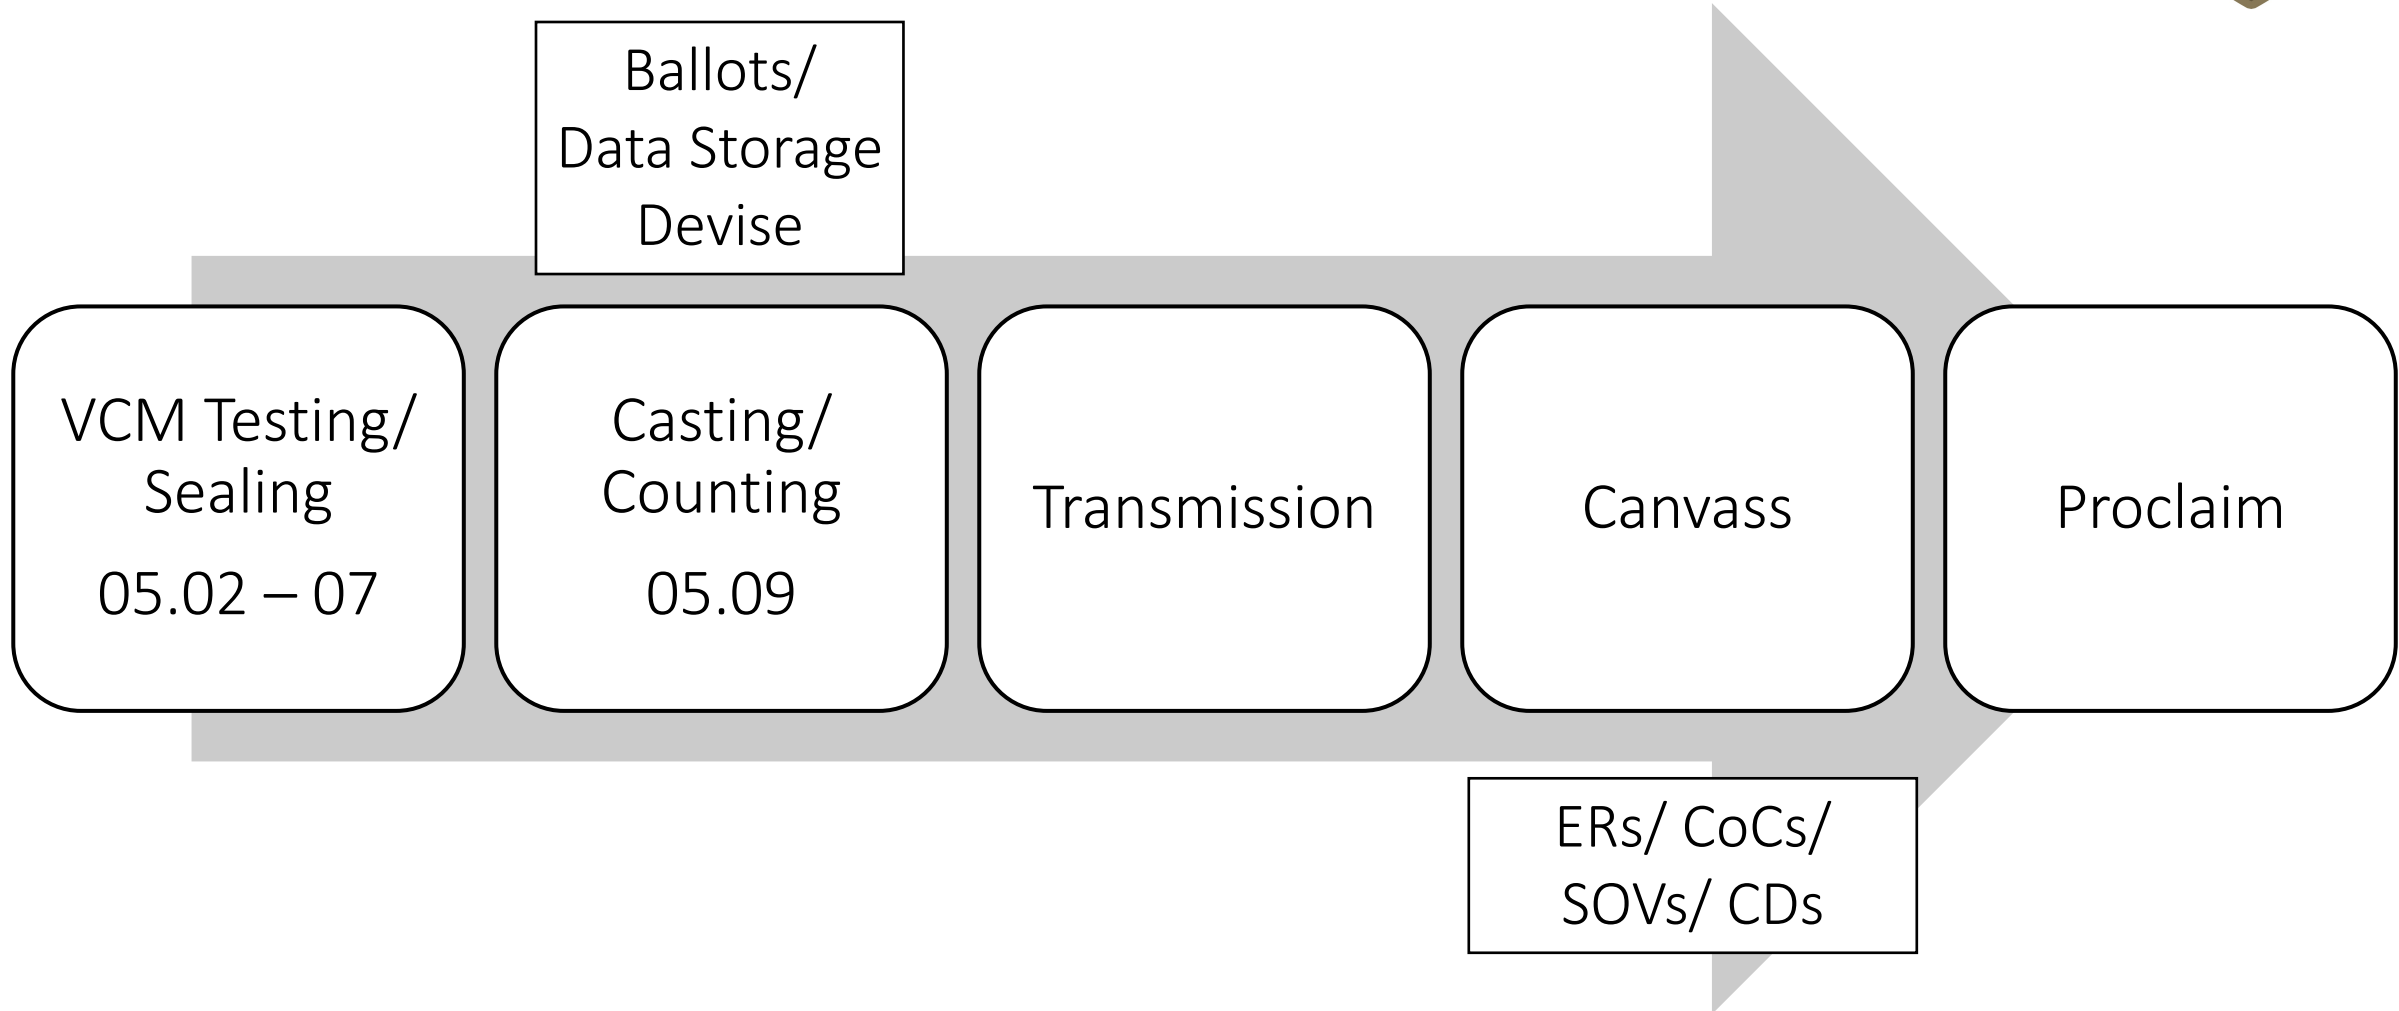 Ballots/
Data Storage
Devise
VCM Testing/
Sealing
05.02 – 07
Casting/
Counting
05.09
Transmission
Canvass
Proclaim
ERs/ CoCs/
SOVs/ CDs